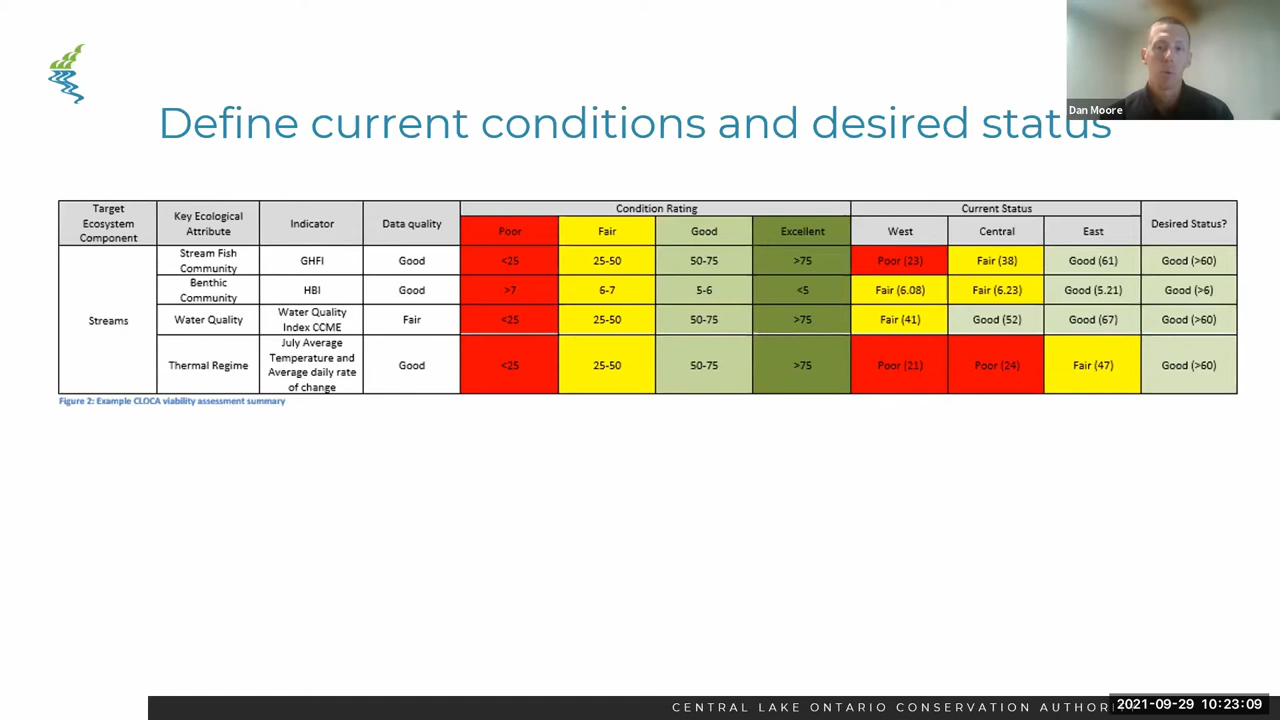 Dan Moore
Define current conditions and desired status
Target Ecosystem Component
Key Ecological Attribute
Indicator
Data quality
Condition Rating
Current Status
Desired Status?
Poor
Fair
Good
Excellent
West
Central
East
Streams
Stream Fish Community
GHFI
Good
<25
25-50
50-75
>75
Poor (23)
Fair (38)
Good (61)
Good (>60)
Benthic Community
HBI
Good
>7
6-7
5-6
<5
Fair (6.08)
Fair (6.23)
Good (5.21)
Good (>6)
Water Quality
Water Quality Index CCME
Fair
<25
25-50
50-75
>75
Fair (41)
Good (52)
Good (67)
Good (>60)
Thermal Regime
July Average Temperature and Average daily rate of change
Good
<25
25-50
50-75
>75
Poor (21)
Poor (24)
Fair (47)
Good (>60)
Figure 2: Example CLOCA viability assessment summary
CENTRAL LAKE ONTARIO CONSERVATION
2021-09-29 10:23:09